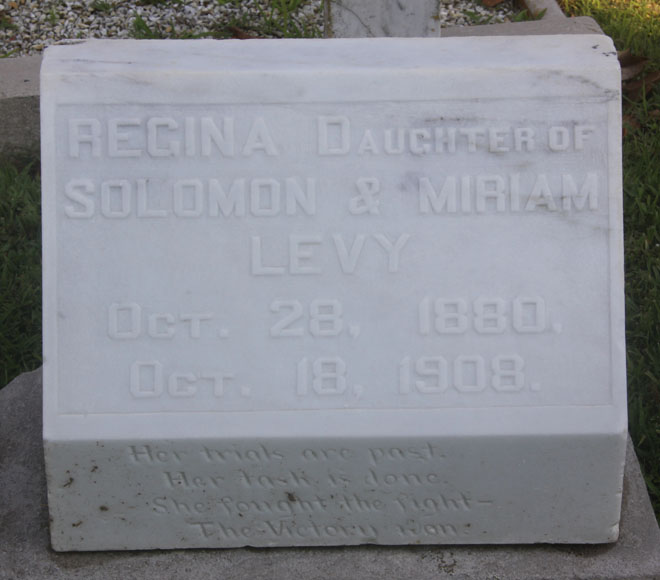 REGINA DAUGHTER OF
SOLOMON & MIRIAM
LEVY
OCT. 28, 1880.
OCT. 18, 1908.
Her trials are past.
Her task is done.
She fought the fight—
The Victory won.